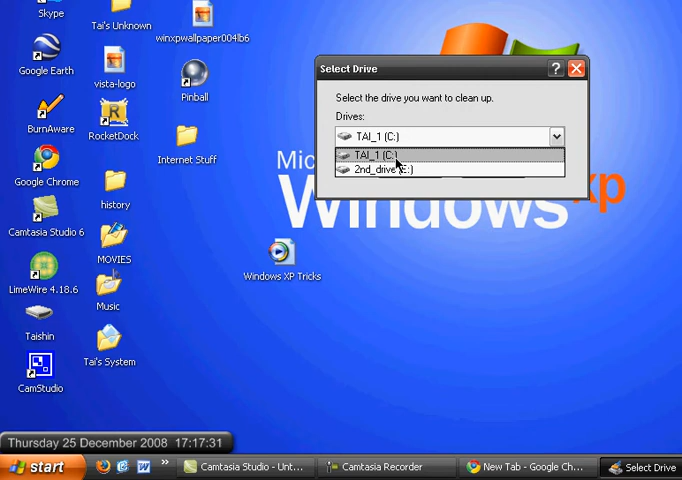 Skype
Tai's Unknown
winxpwallpaper004lb6
Google Earth
vista-logo
Pinball
BurnAware
RocketDock
Internet Stuff
Google Chrome
history
Camtasia Studio 6
MOVIES
LimeWire 4.18.6
Music
Taishin
Tai's System
CamStudio
Windows XP Tricks
Select Drive
Select the drive you want to clean up.
Drives:
TAI_1 (C:)
TAI_1 (C:)
2nd_drive (E:)
Windows
xp
Thursday 25 December 2008 17:17:31
start
Camtasia Studio - Unt...
Camtasia Recorder
New Tab - Google Ch...
Select Drive